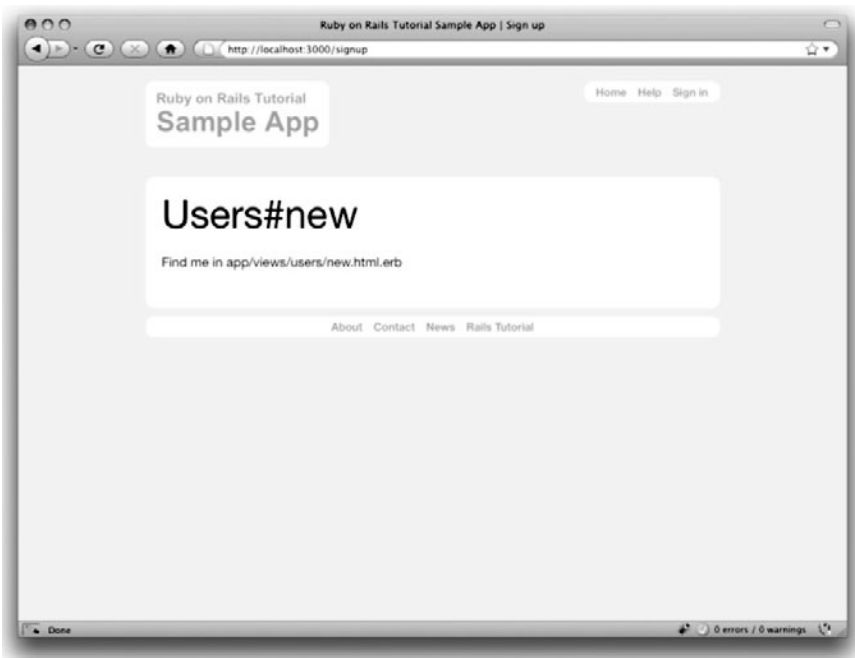 Ruby on Rails Tutorial Sample App | Sign up
http://localhost:3000/signup
Ruby on Rails Tutorial
Sample App
Home Help Sign in
Users#new
Find me in app/views/users/new.html.erb
About Contact News Rails Tutorial
Done
0 errors / 0 warnings